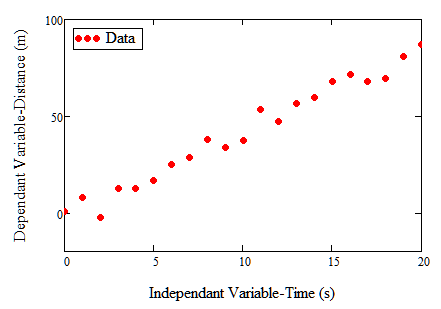 Data
Dependant Variable-Distance (m)
100
50
0
0 5 10 15 20
Independant Variable-Time (s)